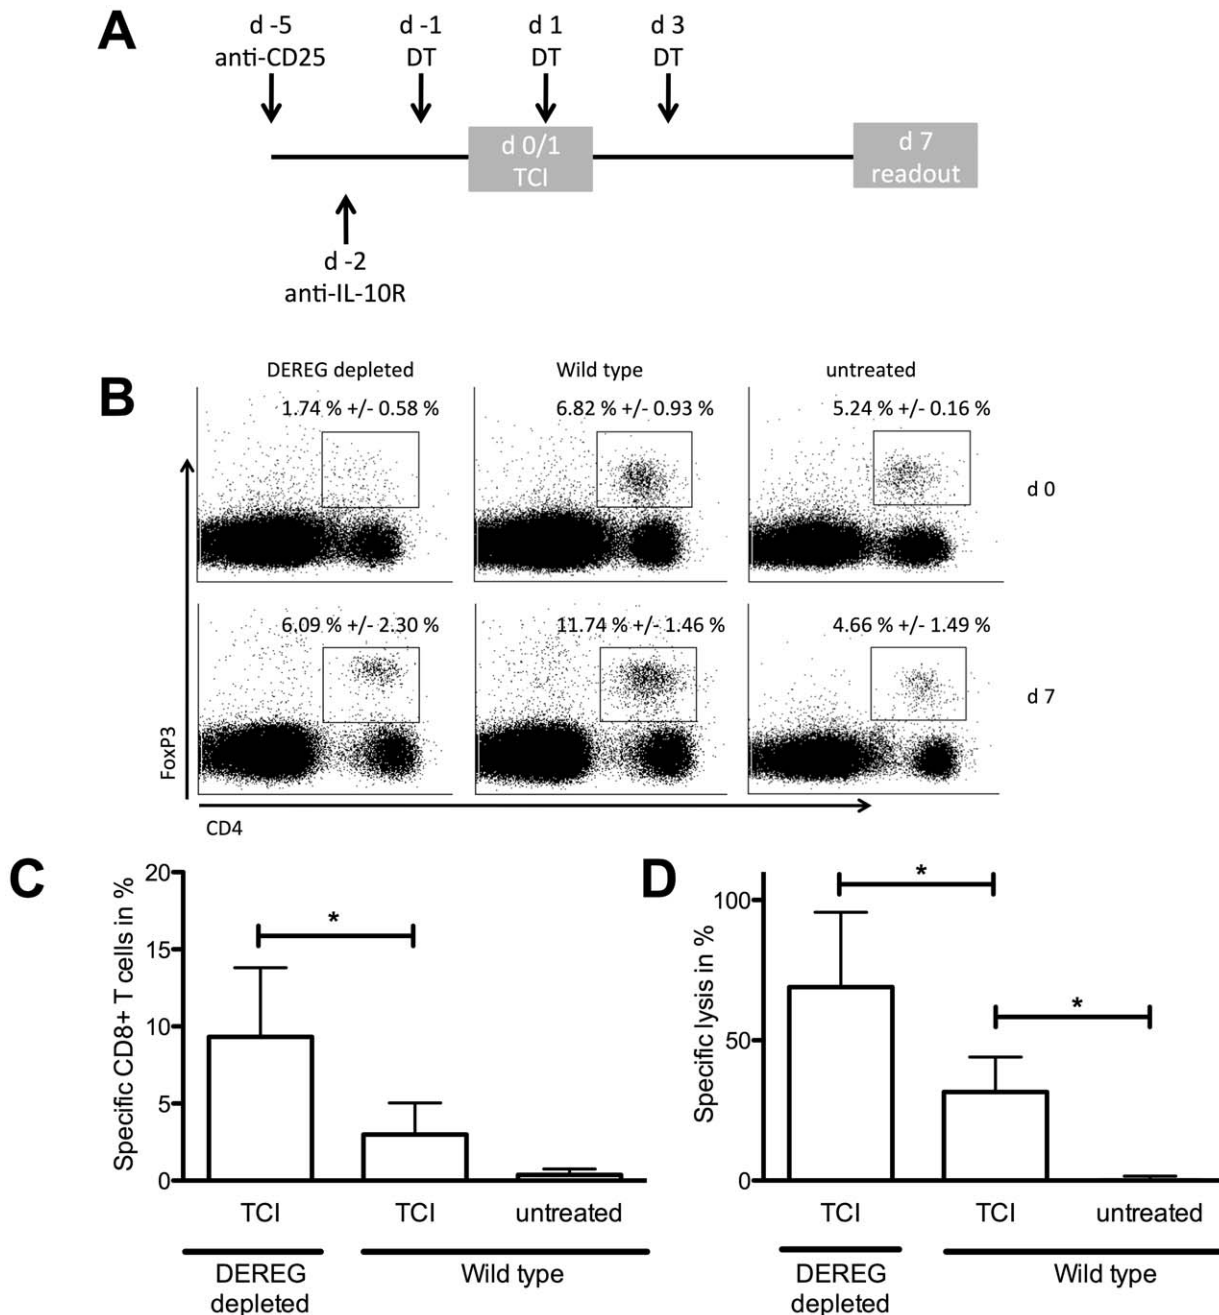 A
d -5
anti-CD25
d -1
DT
d 1
DT
d 3
DT
d 0/1
TCI
d 7
readout
d -2
anti-IL-10R
B
DEREG depleted
Wild type
untreated
1.74 % +/- 0.58 %
6.82 % +/- 0.93 %
5.24 % +/- 0.16 %
d 0
6.09 % +/- 2.30 %
11.74 % +/- 1.46 %
4.66 % +/- 1.49 %
d 7
FoxP3
CD4
C
Specific CD8+ T cells in %
20
15
10
5
0
*
TCI
TCI
untreated
DEREG
depleted
Wild type
D
Specific lysis in %
100
50
0
*
*
TCI
TCI
untreated
DEREG
depleted
Wild type